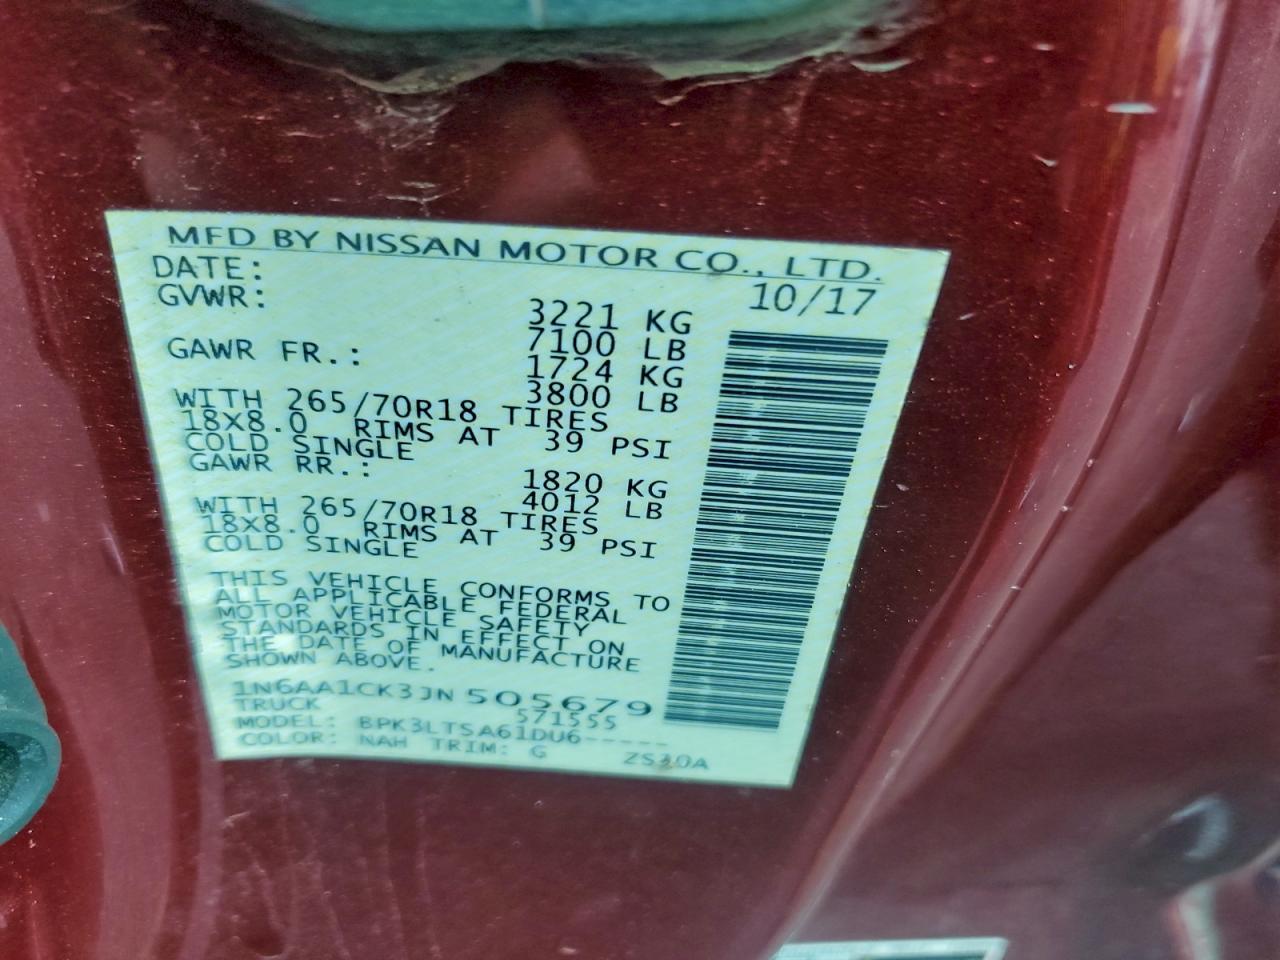 MFD BY NISSAN MOTOR CO., LTD.
DATE: 10/17
GVWR: 3221 KG
7100 LB
GAWR FR.: 1724 KG
3800 LB
WITH 265/70R18 TIRES
18X8.0 RIMS AT 39 PSI
COLD SINGLE
GAWR RR.: 1820 KG
4012 LB
WITH 265/70R18 TIRES
18X8.0 RIMS AT 39 PSI
COLD SINGLE
THIS VEHICLE CONFORMS TO
ALL APPLICABLE FEDERAL
MOTOR VEHICLE SAFETY
STANDARDS IN EFFECT ON
THE DATE OF MANUFACTURE
SHOWN ABOVE.
1N6AA1CK3JN505679
TRUCK 571555
MODEL: BPK3LTSA61DU6-----
COLOR: NAH TRIM: G ZS30A